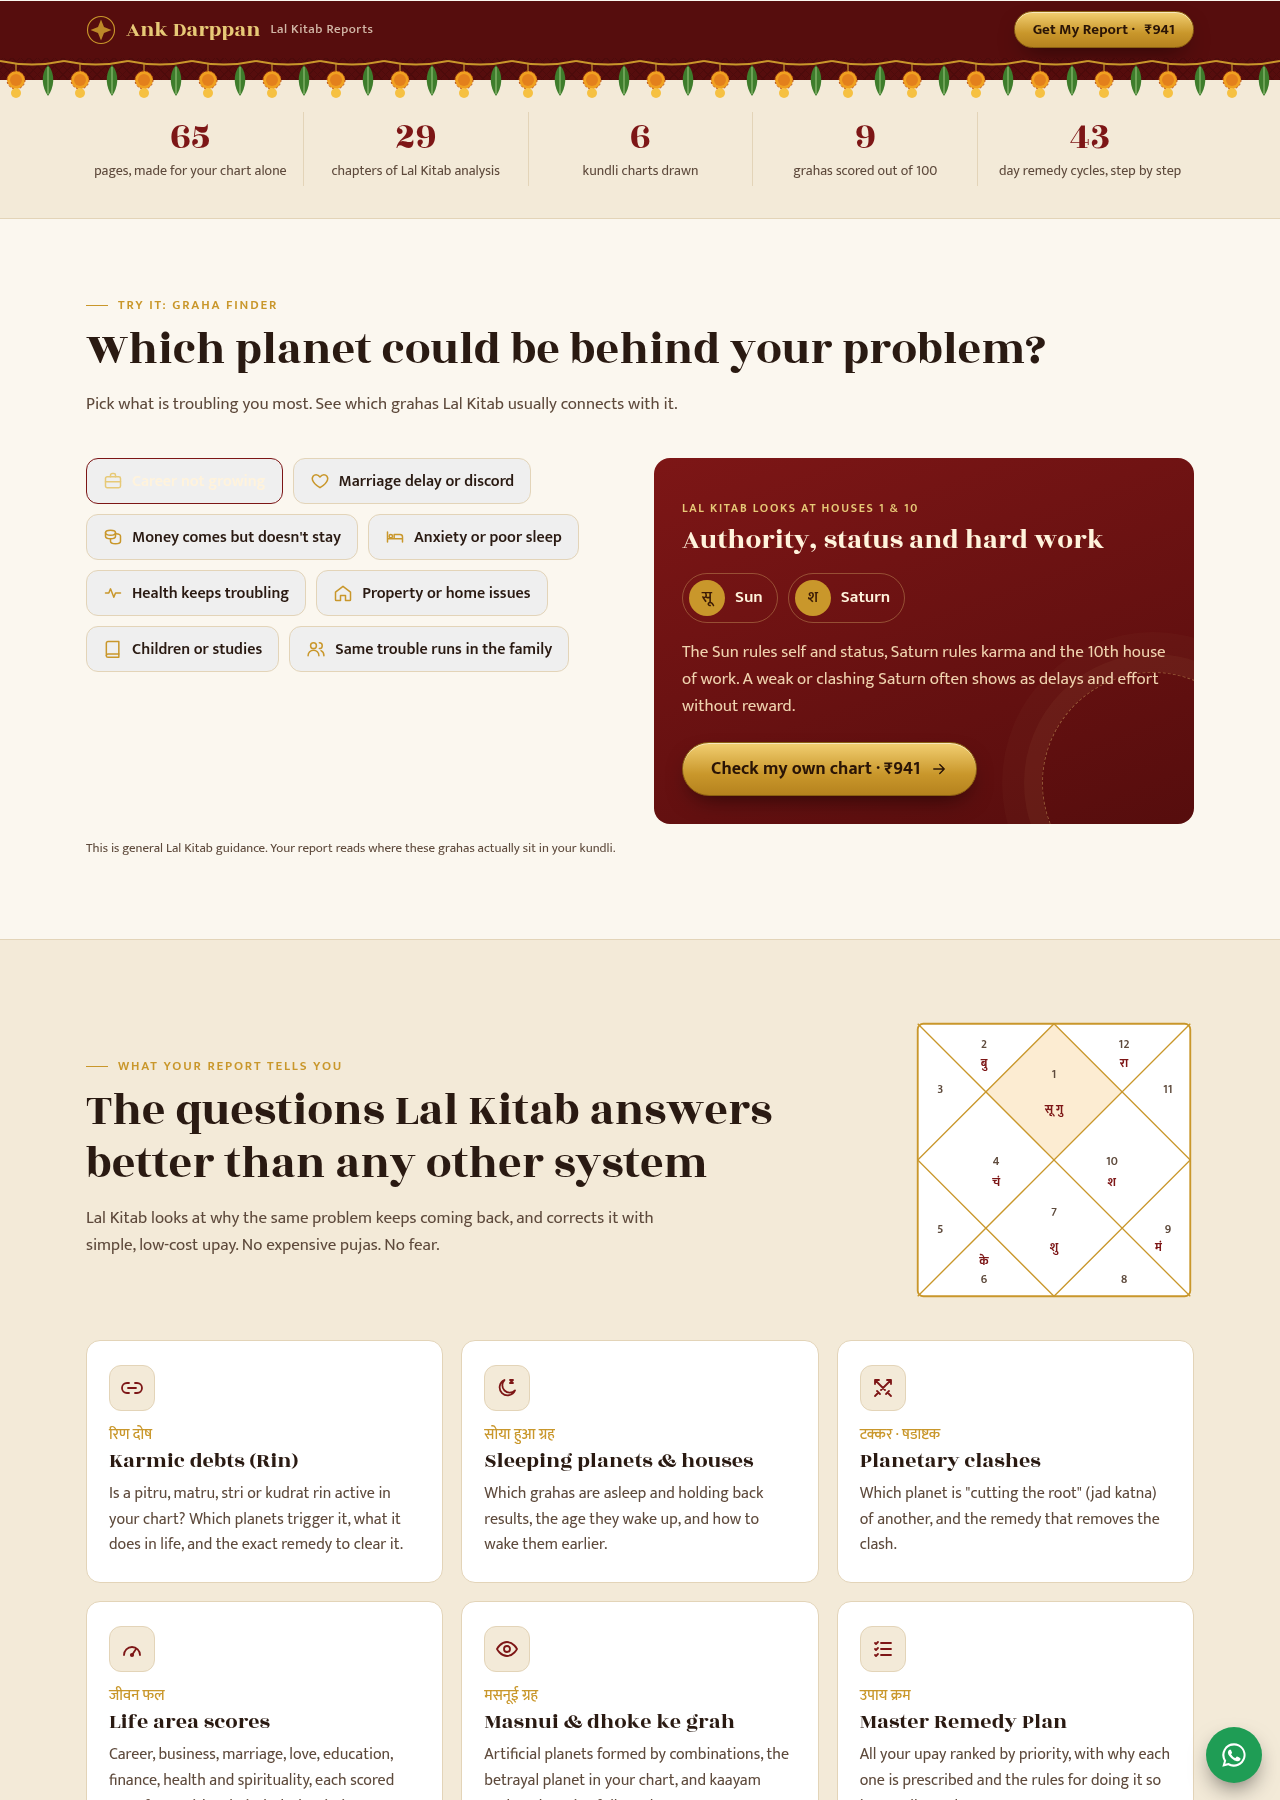 Ank Darppan Lal Kitab Reports
Get My Report · ₹941
65
pages, made for your chart alone
29
chapters of Lal Kitab analysis
6
kundli charts drawn
9
grahas scored out of 100
43
day remedy cycles, step by step
TRY IT: GRAHA FINDER
Which planet could be behind your problem?
Pick what is troubling you most. See which grahas Lal Kitab usually connects with it.
Career not growing
Marriage delay or discord
Money comes but doesn't stay
Anxiety or poor sleep
Health keeps troubling
Property or home issues
Children or studies
Same trouble runs in the family
LAL KITAB LOOKS AT HOUSES 1 & 10
Authority, status and hard work
सू Sun
श Saturn
The Sun rules self and status, Saturn rules karma and the 10th house
of work. A weak or clashing Saturn often shows as delays and effort
without reward.
Check my own chart · ₹941 →
This is general Lal Kitab guidance. Your report reads where these grahas actually sit in your kundli.
WHAT YOUR REPORT TELLS YOU
The questions Lal Kitab answers
better than any other system
Lal Kitab looks at why the same problem keeps coming back, and corrects it with
simple, low-cost upay. No expensive pujas. No fear.
2
बु
12
रा
1
सू गु
3
11
4
चं
10
श
7
शु
5
9
मं
के
6
8
रिण दोष
Karmic debts (Rin)
Is a pitru, matru, stri or kudrat rin active in
your chart? Which planets trigger it, what it
does in life, and the exact remedy to clear it.
सोया हुआ ग्रह
Sleeping planets & houses
Which grahas are asleep and holding back
results, the age they wake up, and how to
wake them earlier.
टक्कर · षडाष्टक
Planetary clashes
Which planet is "cutting the root" (jad katna)
of another, and the remedy that removes the
clash.
जीवन फल
Life area scores
Career, business, marriage, love, education,
finance, health and spirituality, each scored
मसनूई ग्रह
Masnui & dhoke ke grah
Artificial planets formed by combinations, the
betrayal planet in your chart, and kaayam
उपाय क्रम
Master Remedy Plan
All your upay ranked by priority, with why each
one is prescribed and the rules for doing it so